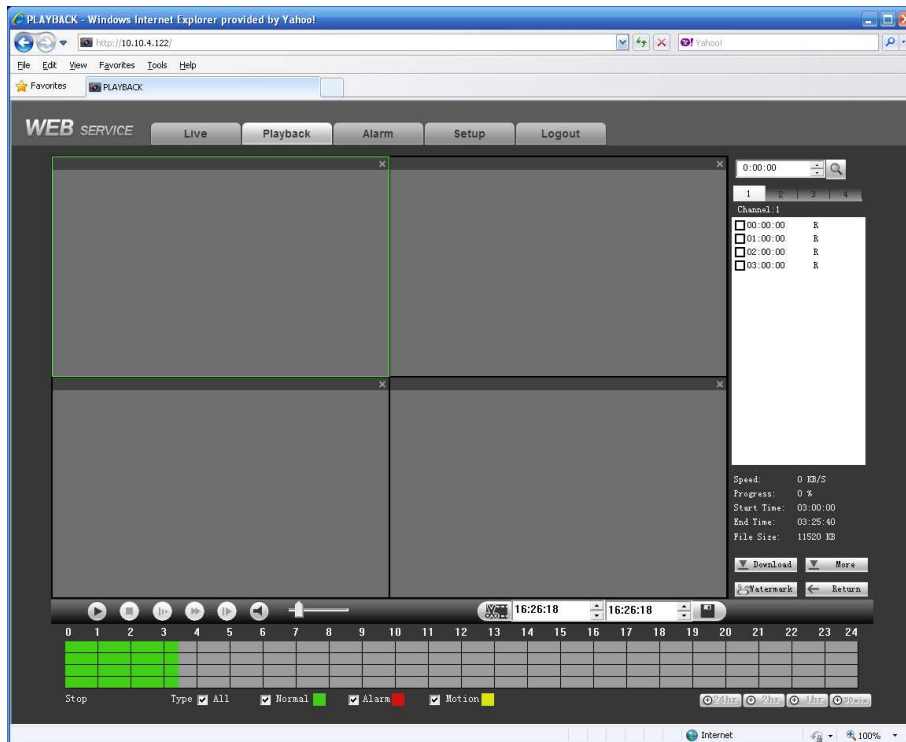 PLAYBACK - Windows Internet Explorer provided by Yahoo!
http://10.10.4.122/
Yahoo!
File Edit View Favorites Tools Help
Favorites PLAYBACK
WEB SERVICE Live Playback Alarm Setup Logout
0:00:00
1 2 3 4
Channel:1
00:00:00 R
01:00:00 R
02:00:00 R
03:00:00 R
Speed: 0 KB/S
Progress: 0 %
Start Time: 03:00:00
End Time: 03:25:40
File Size: 11520 KB
Download More
Watermark Return
16:26:18 16:26:18
0 1 2 3 4 5 6 7 8 9 10 11 12 13 14 15 16 17 18 19 20 21 22 23 24
Stop Type All Normal Alarm Motion 24hr 2hr 1hr 30min
Internet 100%